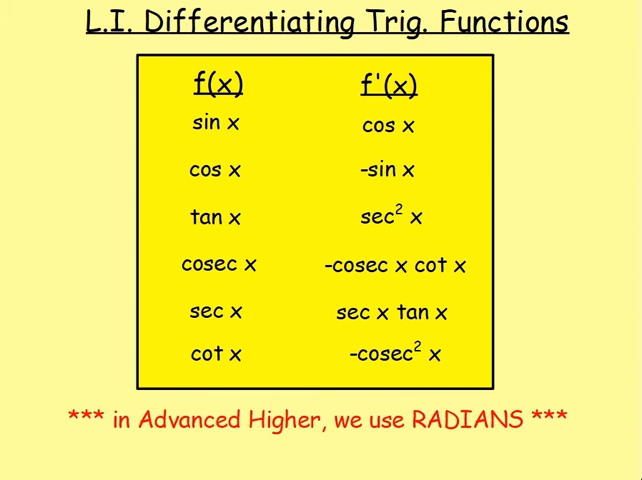 L.I. Differentiating Trig. Functions
f(x) f'(x)
sin x cos x
cos x -sin x
tan x sec² x
cosec x -cosec x cot x
sec x sec x tan x
cot x -cosec² x
*** in Advanced Higher, we use RADIANS ***